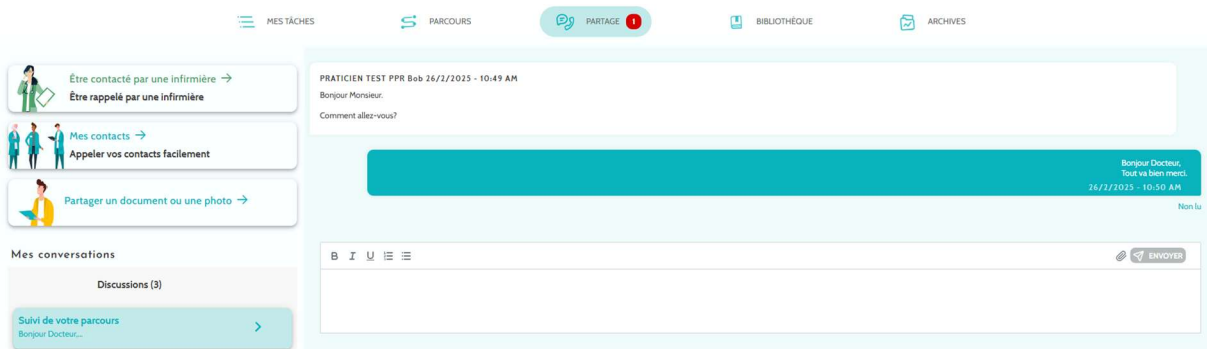 MES TÂCHES
PARCOURS
PARTAGE 1
BIBLIOTHÈQUE
ARCHIVES
Être contacté par une infirmière →
Être rappelé par une infirmière
Mes contacts →
Appeler vos contacts facilement
Partager un document ou une photo →
Mes conversations
Discussions (3)
Suivi de votre parcours
Bonjour Docteur,...
PRATICIEN TEST PPR Bob 26/2/2025 - 10:49 AM
Bonjour Monsieur.
Comment allez-vous?
Bonjour Docteur,
Tout va bien merci.
26/2/2025 - 10:50 AM
Non lu
B I U
ENVOYER